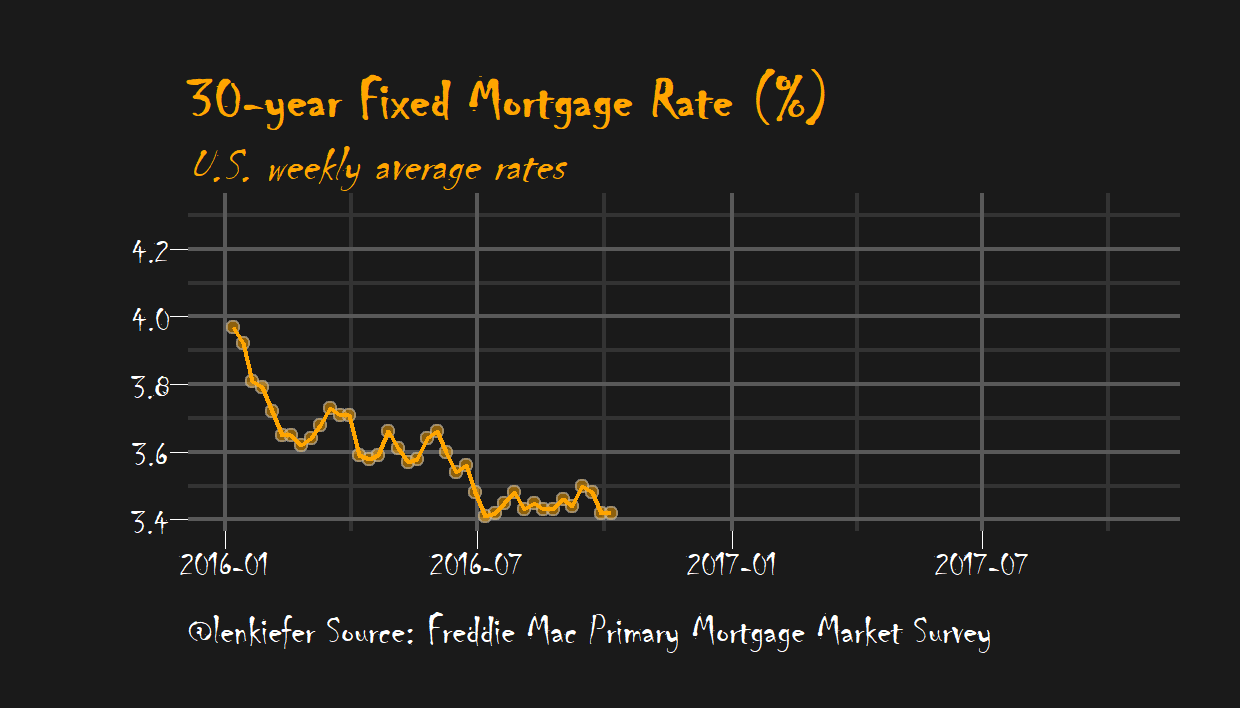 30-year Fixed Mortgage Rate (%)
U.S. weekly average rates
4.2
4.0
3.8
3.6
3.4
2016-01 2016-07 2017-01 2017-07
@lenkiefer Source: Freddie Mac Primary Mortgage Market Survey